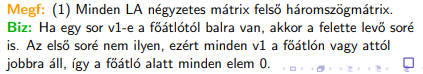 Megf: (1) Minden LA négyzetes mátrix felső háromszögmátrix.
Biz: Ha egy sor v1-e a főátlótól balra van, akkor a felette levő soré
is. Az első soré nem ilyen, ezért minden v1 a főátlón vagy attól
jobbra áll, így a főátló alatt minden elem 0.